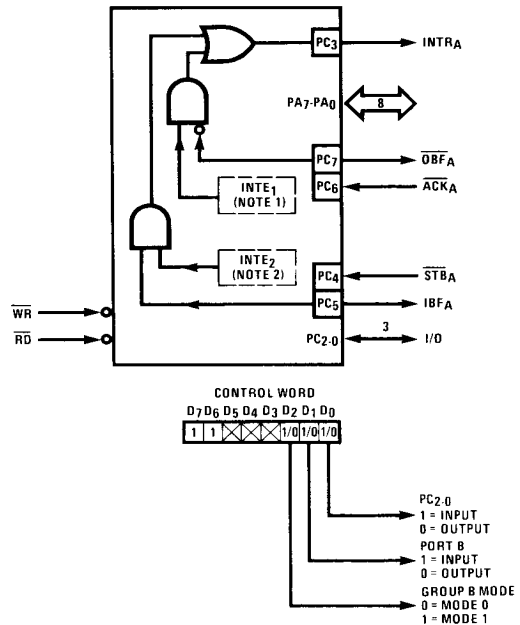 PC3 INTRA
PA7-PA0 8
PC7 OBFA
INTE1
(NOTE 1)
PC6 ACKA
INTE2
(NOTE 2)
PC4 STBA
PC5 IBFA
WR
RD
PC2-0 3 I/O
CONTROL WORD
D7 D6 D5 D4 D3 D2 D1 D0
1 1 1/0 1/0 1/0
PC2-0
1 = INPUT
0 = OUTPUT
PORT B
1 = INPUT
0 = OUTPUT
GROUP B MODE
0 = MODE 0
1 = MODE 1